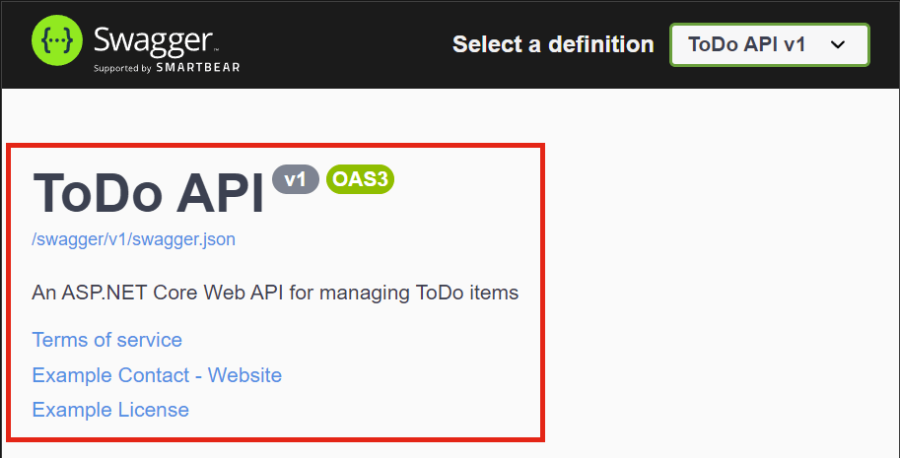 Swagger™
Supported by SMARTBEAR
Select a definition
ToDo API v1
ToDo API v1 OAS3
/swagger/v1/swagger.json
An ASP.NET Core Web API for managing ToDo items
Terms of service
Example Contact - Website
Example License